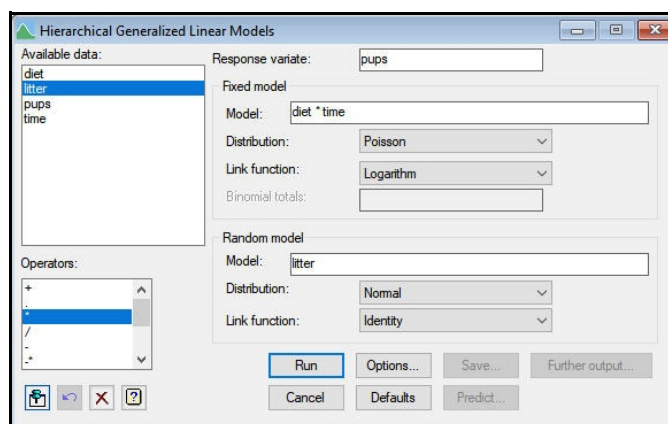 Hierarchical Generalized Linear Models
Available data:
diet
litter
pups
time
Response variate: pups
Fixed model
Model: diet * time
Distribution: Poisson
Link function: Logarithm
Binomial totals:
Random model
Model: litter
Distribution: Normal
Link function: Identity
Operators:
+
.
*
/
-
-*
Run Options... Save... Further output...
Cancel Defaults Predict...